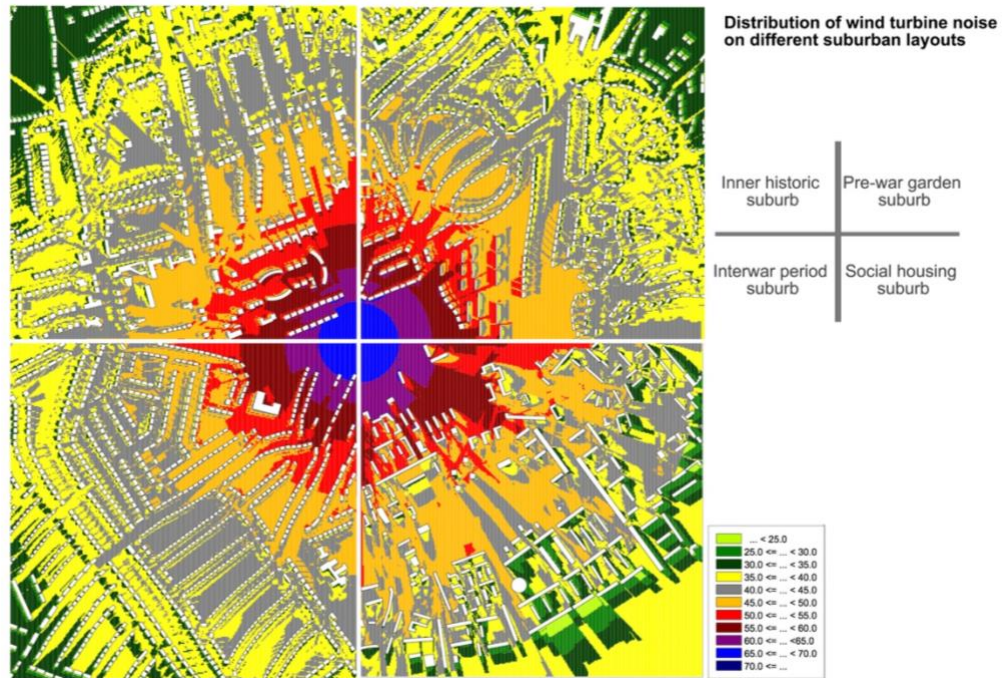 Distribution of wind turbine noise
on different suburban layouts
Inner historic
suburb
Pre-war garden
suburb
Interwar period
suburb
Social housing
suburb
... < 25.0
25.0 <= ... < 30.0
30.0 <= ... < 35.0
35.0 <= ... < 40.0
40.0 <= ... < 45.0
45.0 <= ... < 50.0
50.0 <= ... < 55.0
55.0 <= ... < 60.0
60.0 <= ... <65.0
65.0 <= ... < 70.0
70.0 <= ...